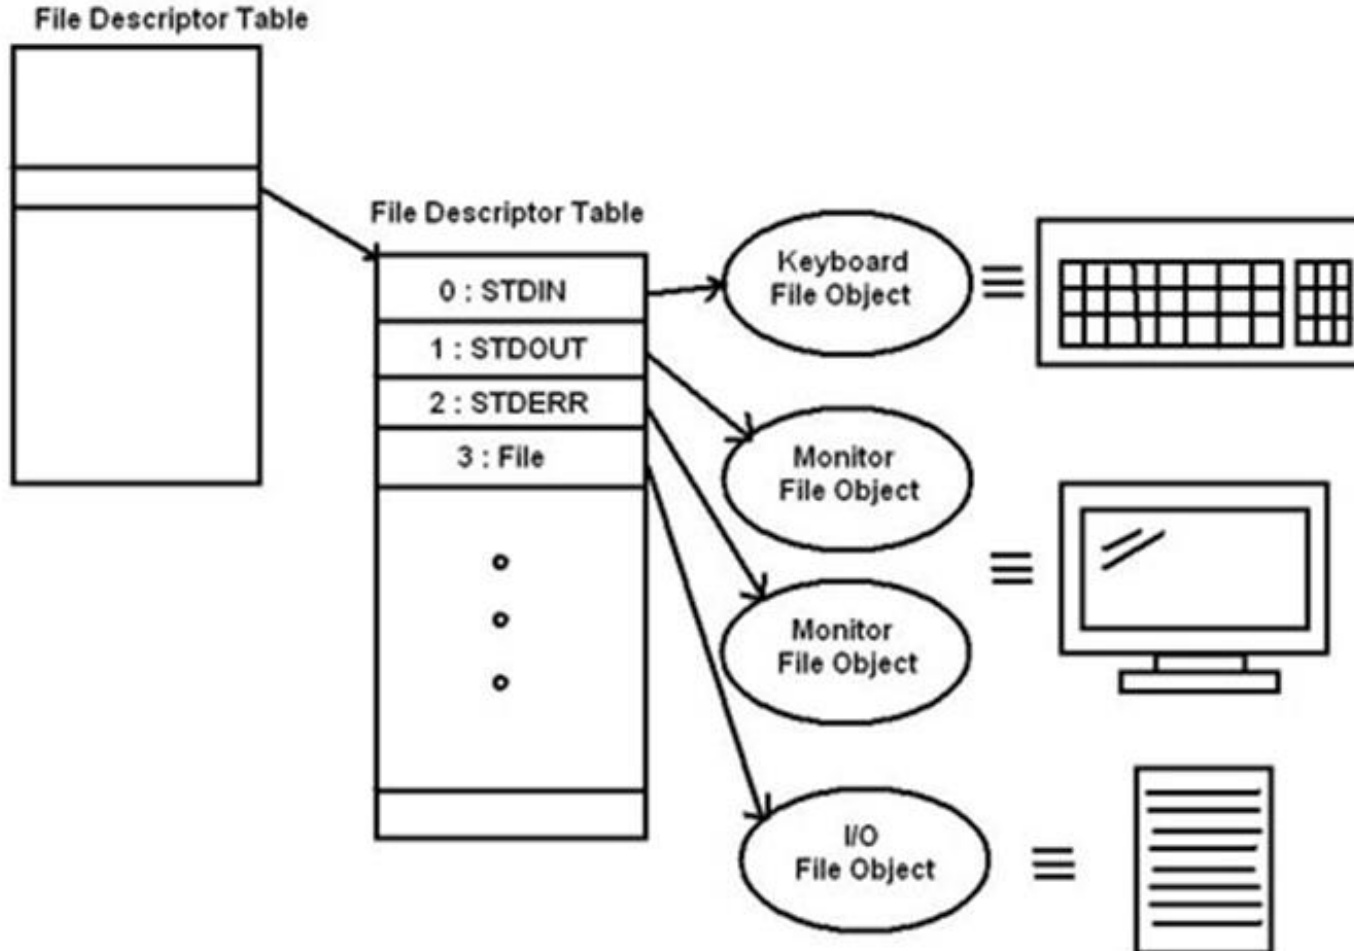 File Descriptor Table
File Descriptor Table
0 : STDIN
1 : STDOUT
2 : STDERR
3 : File
Keyboard
File Object
Monitor
File Object
Monitor
File Object
I/O
File Object